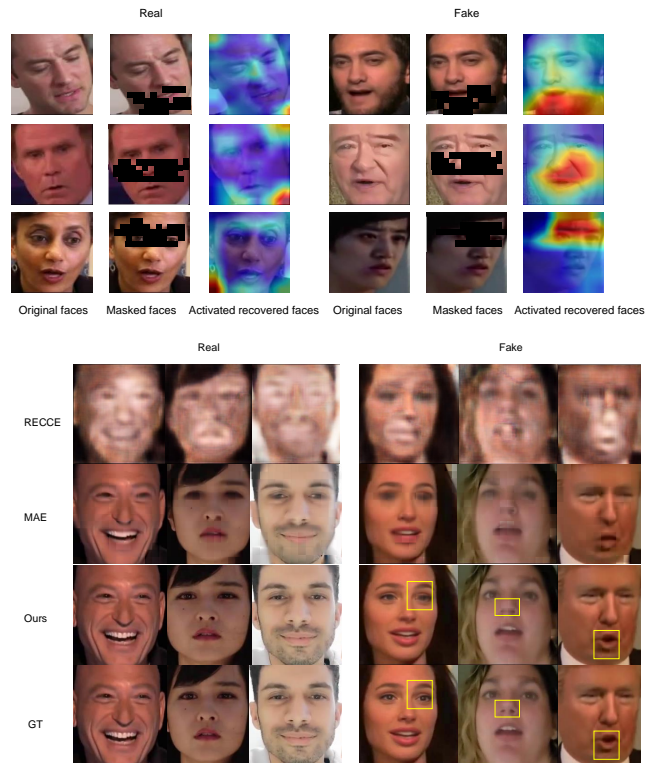 Real Fake
Original faces Masked faces Activated recovered faces Original faces Masked faces Activated recovered faces
Real Fake
RECCE
MAE
Ours
GT